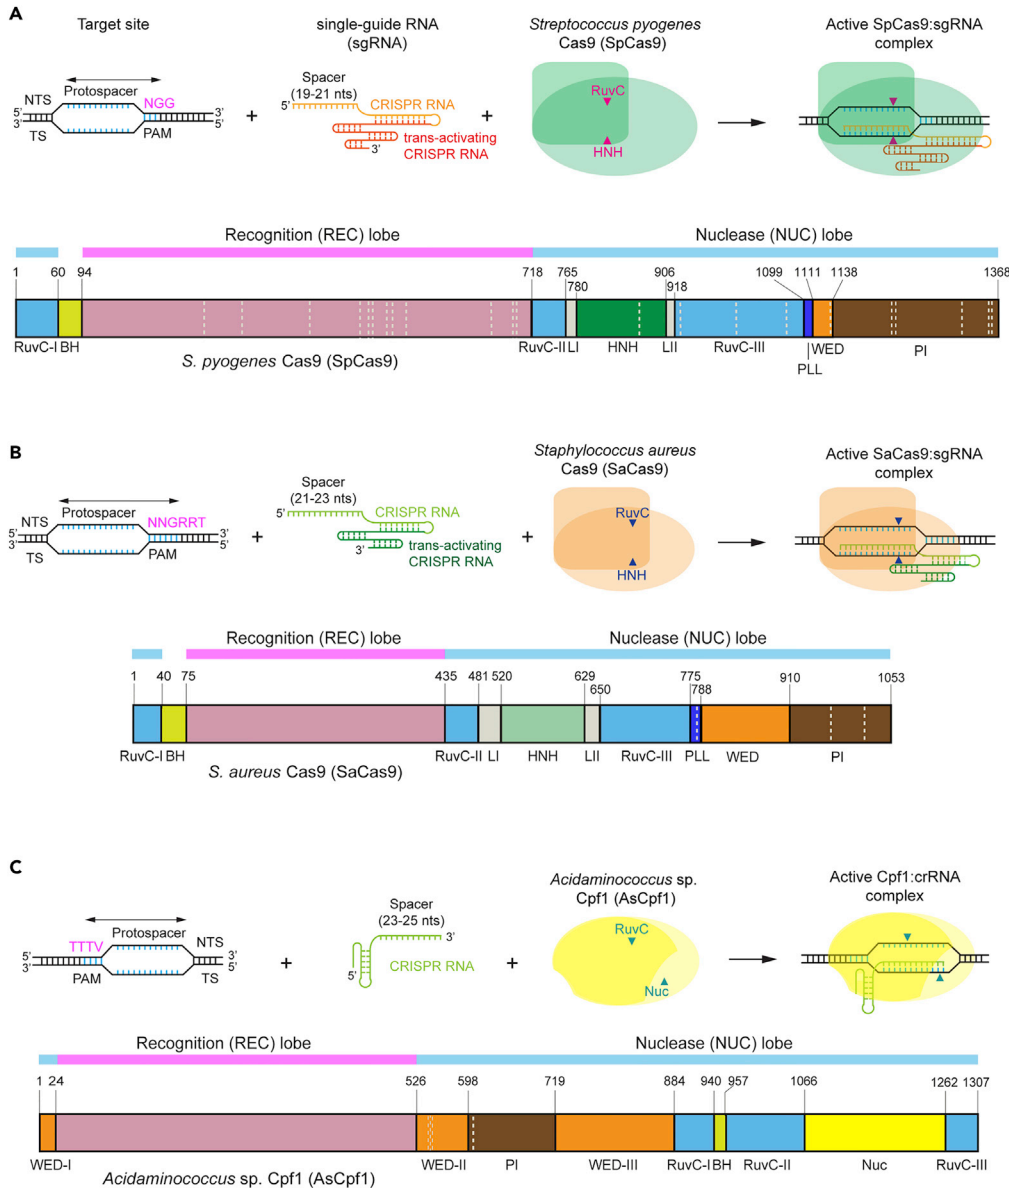 A
Target site
single-guide RNA
(sgRNA)
Streptococcus pyogenes
Cas9 (SpCas9)
Active SpCas9:sgRNA
complex
Protospacer
NTS
NGG
5'
3'
3'
5'
TS
PAM
+
Spacer
(19-21 nts)
5'
CRISPR RNA
trans-activating
CRISPR RNA
3'
+
RuvC
HNH
Recognition (REC) lobe
Nuclease (NUC) lobe
1 60 94 718 765 780 906 918 1099 1111 1138 1368
RuvC-I BH RuvC-II LI HNH LII RuvC-III PLL WED PI
S. pyogenes Cas9 (SpCas9)
B
Staphylococcus aureus
Cas9 (SaCas9)
Active SaCas9:sgRNA
complex
Protospacer
NTS
NNGRRT
5'
3'
3'
5'
TS
PAM
+
Spacer
(21-23 nts)
5'
CRISPR RNA
trans-activating
CRISPR RNA
3'
+
RuvC
HNH
Recognition (REC) lobe
Nuclease (NUC) lobe
1 40 75 435 481 520 629 650 775 788 910 1053
RuvC-I BH RuvC-II LI HNH LII RuvC-III PLL WED PI
S. aureus Cas9 (SaCas9)
C
Acidaminococcus sp.
Cpf1 (AsCpf1)
Active Cpf1:crRNA
complex
Protospacer
TTTV
NTS
5'
3'
3'
5'
PAM
TS
+
Spacer
(23-25 nts)
3'
CRISPR RNA
5'
+
RuvC
Nuc
Recognition (REC) lobe
Nuclease (NUC) lobe
1 24 526 598 719 884 940 957 1066 1262 1307
WED-I WED-II PI WED-III RuvC-I BH RuvC-II Nuc RuvC-III
Acidaminococcus sp. Cpf1 (AsCpf1)